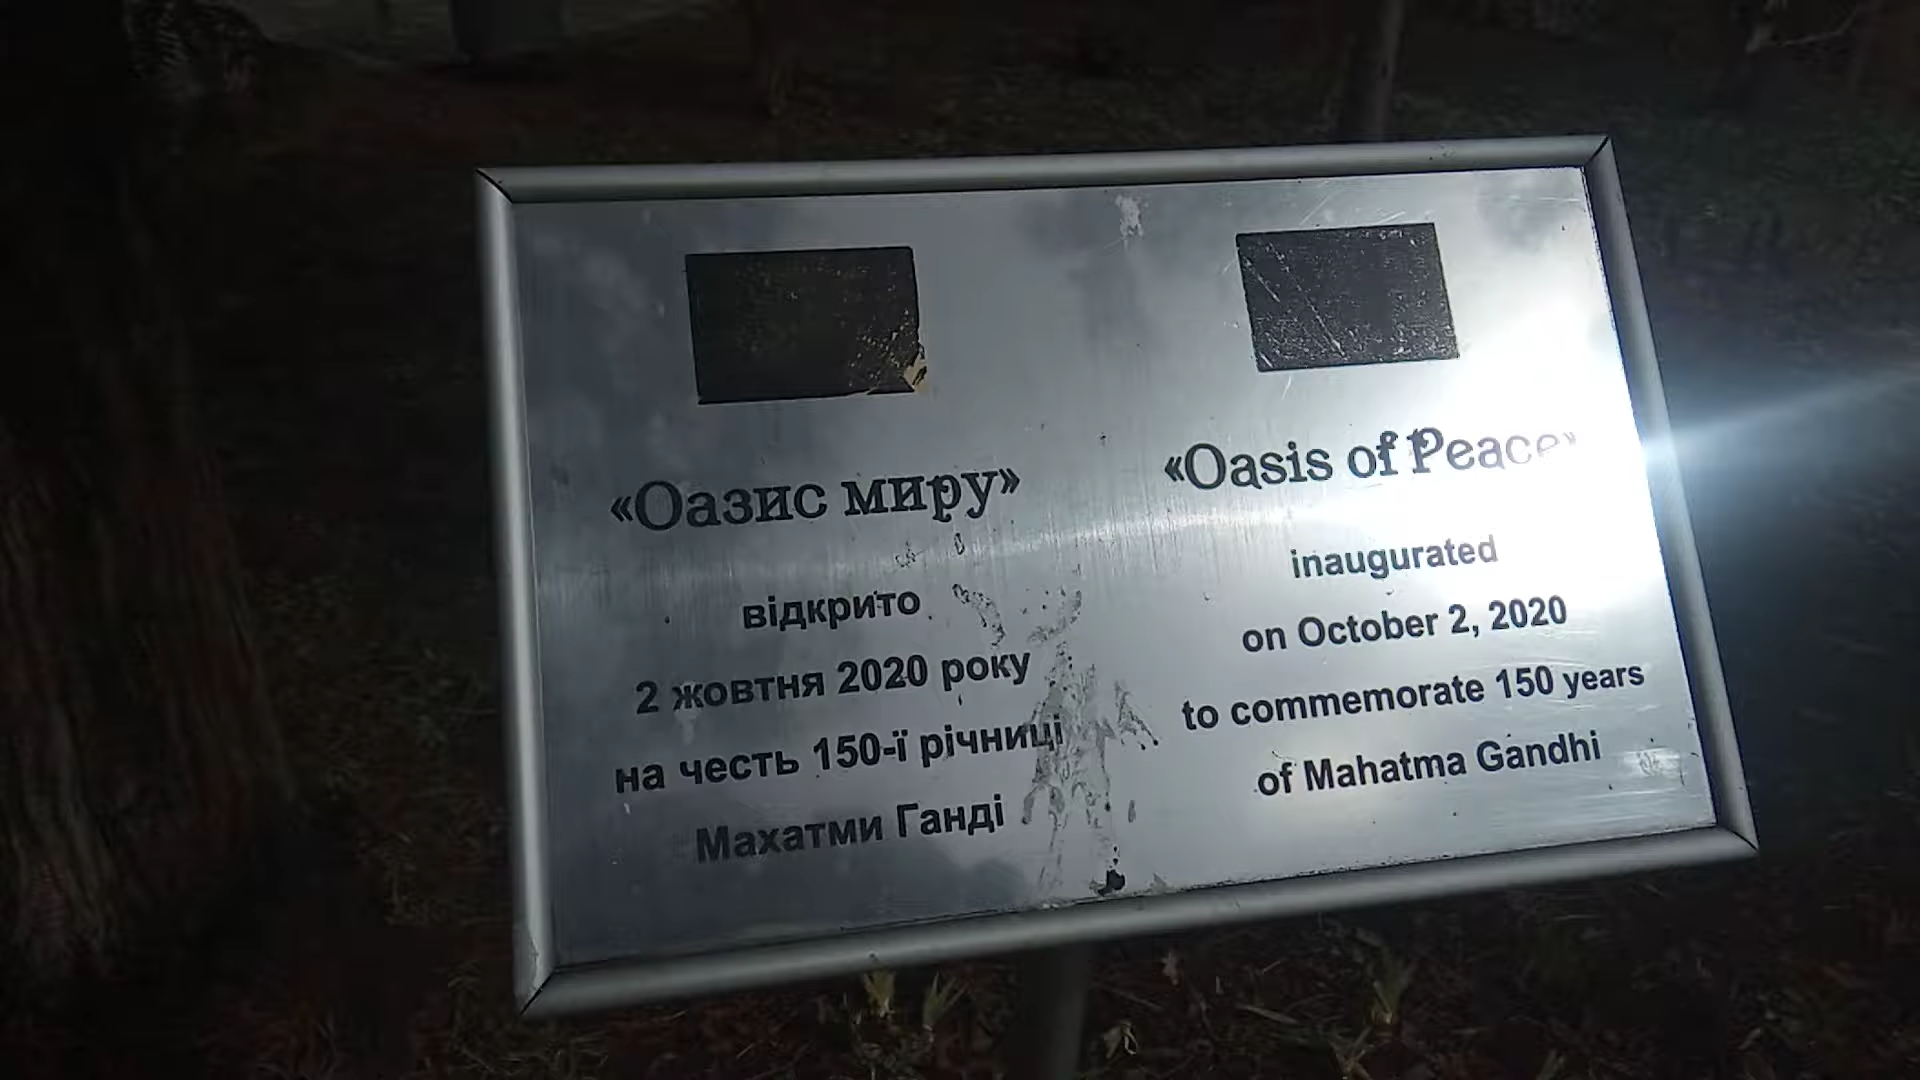 «Оазис миру»
відкрито
2 жовтня 2020 року
на честь 150-ї річниці
Махатми Ганді
«Oasis of Peace»
inaugurated
on October 2, 2020
to commemorate 150 years
of Mahatma Gandhi